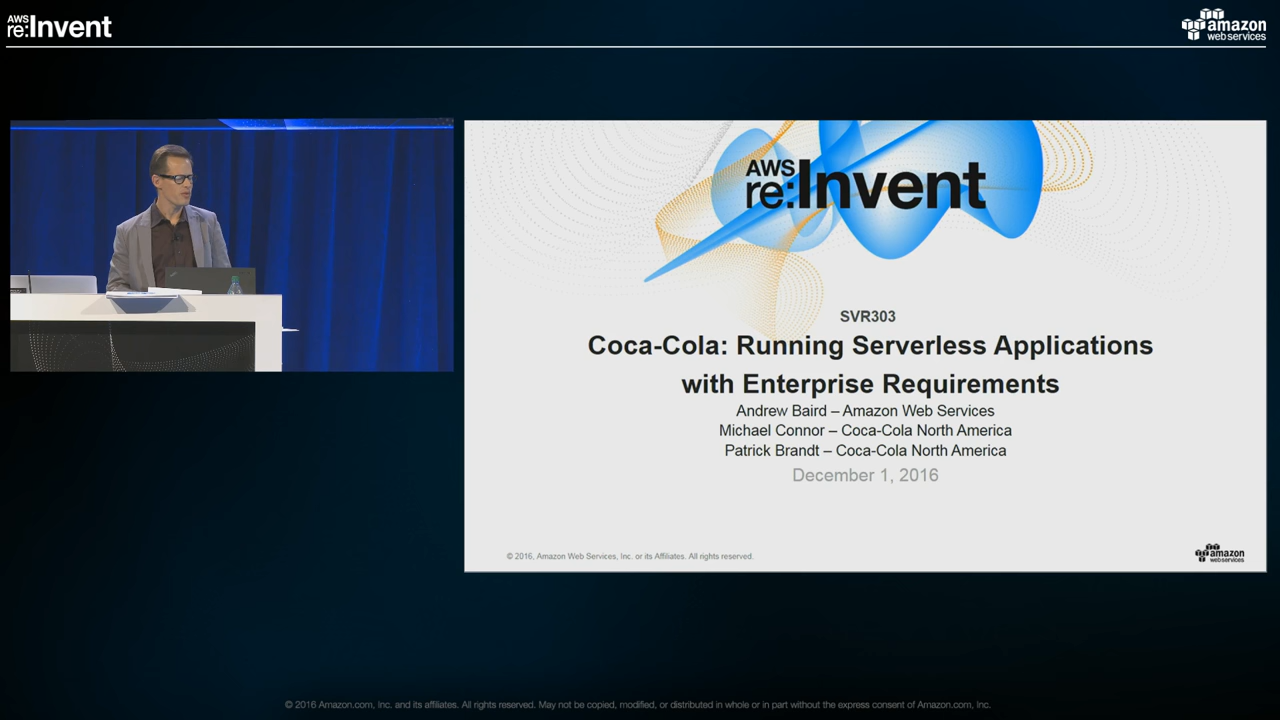 AWS
re:Invent
amazon
web services
AWS
re:Invent
SVR303
Coca-Cola: Running Serverless Applications
with Enterprise Requirements
Andrew Baird – Amazon Web Services
Michael Connor – Coca-Cola North America
Patrick Brandt – Coca-Cola North America
December 1, 2016
© 2016, Amazon Web Services, Inc. or its Affiliates. All rights reserved.
amazon
web services
© 2016 Amazon.com, Inc. and its affiliates. All rights reserved. May not be copied, modified, or distributed in whole or in part without the express consent of Amazon.com, Inc.